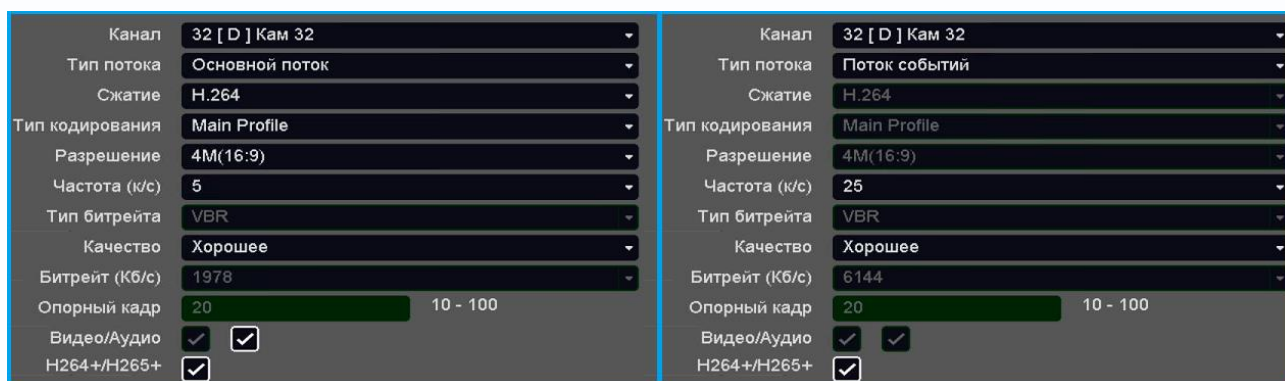 Канал 32 [ D ] Кам 32
Тип потока Основной поток
Сжатие H.264
Тип кодирования Main Profile
Разрешение 4M(16:9)
Частота (к/с) 5
Тип битрейта VBR
Качество Хорошее
Битрейт (Кб/с) 1978
Опорный кадр 20 10 - 100
Видео/Аудио
H264+/H265+
Канал 32 [ D ] Кам 32
Тип потока Поток событий
Сжатие H.264
Тип кодирования Main Profile
Разрешение 4M(16:9)
Частота (к/с) 25
Тип битрейта VBR
Качество Хорошее
Битрейт (Кб/с) 6144
Опорный кадр 20 10 - 100
Видео/Аудио
H264+/H265+